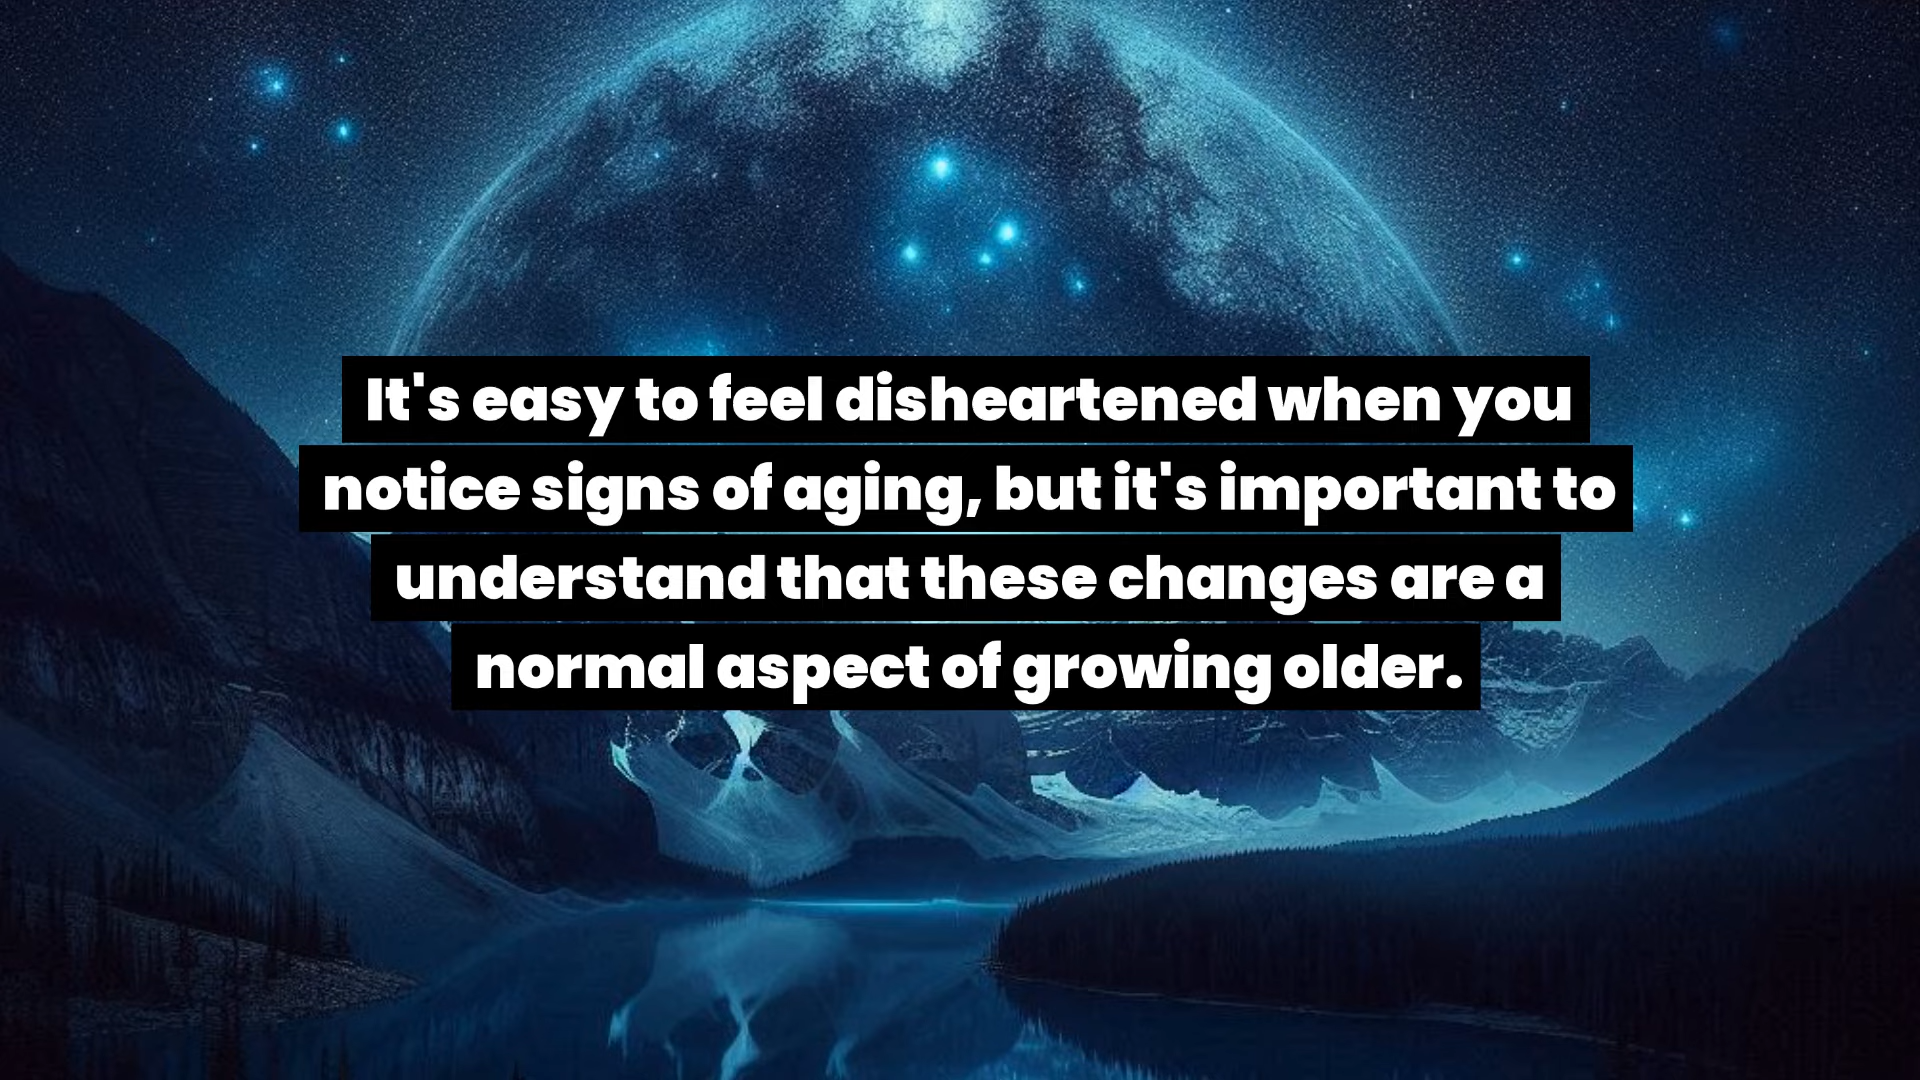 It's easy to feel disheartened when you
notice signs of aging, but it's important to
understand that these changes are a
normal aspect of growing older.